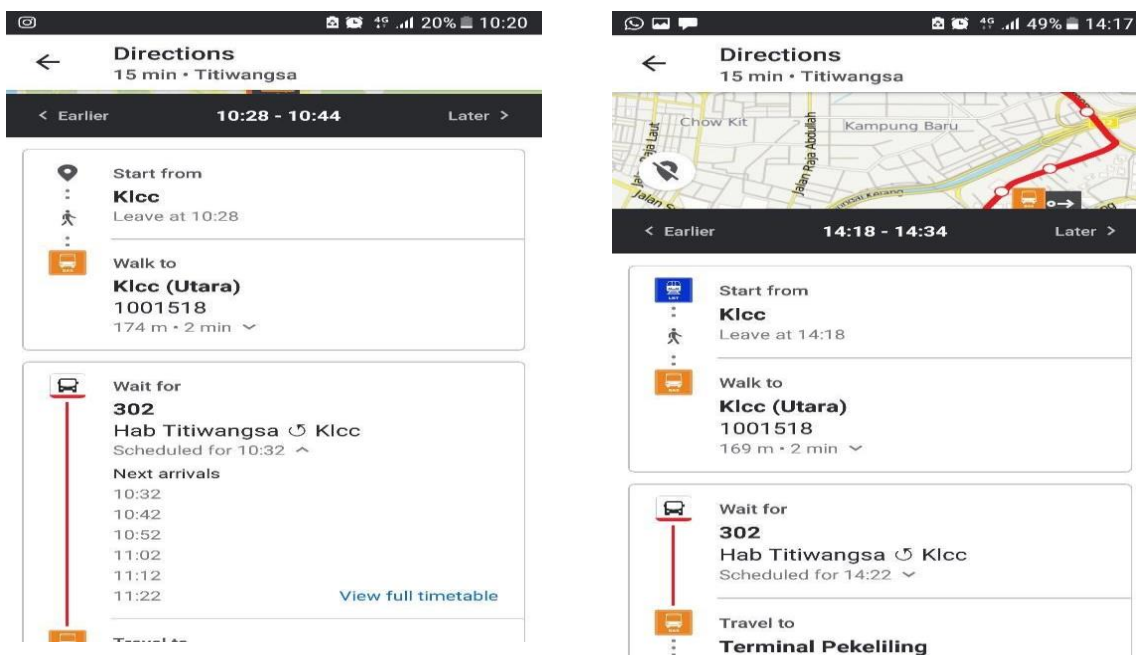 4G 20% 10:20
Directions
15 min • Titiwangsa
< Earlier 10:28 - 10:44 Later >
Start from
Klcc
Leave at 10:28
Walk to
Klcc (Utara)
1001518
174 m • 2 min
Wait for
302
Hab Titiwangsa ↺ Klcc
Scheduled for 10:32
Next arrivals
10:32
10:42
10:52
11:02
11:12
11:22 View full timetable
4G 49% 14:17
Directions
15 min • Titiwangsa
Chow Kit
Kampung Baru
Jalan Raja Abdullah
< Earlier 14:18 - 14:34 Later >
LRT
Start from
Klcc
Leave at 14:18
BUS
Walk to
Klcc (Utara)
1001518
169 m • 2 min
Wait for
302
Hab Titiwangsa ↺ Klcc
Scheduled for 14:22
Travel to
Terminal Pekeliling